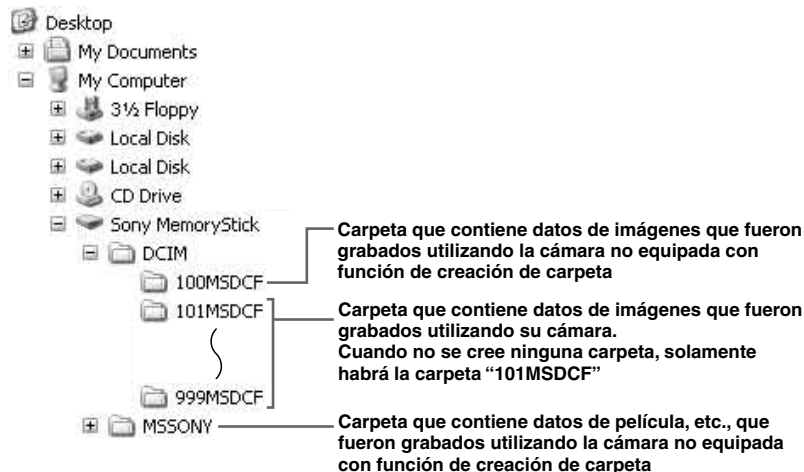 Desktop
My Documents
My Computer
3½ Floppy
Local Disk
Local Disk
CD Drive
Sony MemoryStick
DCIM
100MSDCF
101MSDCF
999MSDCF
MSSONY
Carpeta que contiene datos de imágenes que fueron
grabados utilizando la cámara no equipada con
función de creación de carpeta
Carpeta que contiene datos de imágenes que fueron
grabados utilizando su cámara.
Cuando no se cree ninguna carpeta, solamente
habrá la carpeta “101MSDCF”
Carpeta que contiene datos de película, etc., que
fueron grabados utilizando la cámara no equipada
con función de creación de carpeta